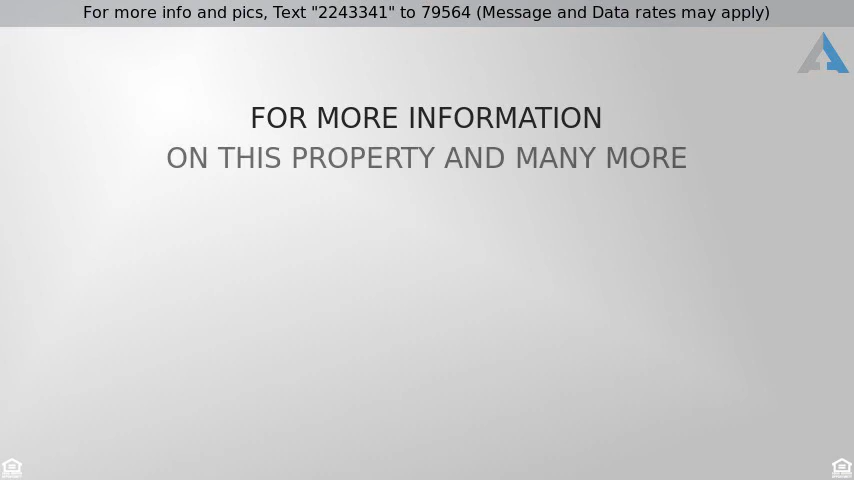 For more info and pics, Text "2243341" to 79564 (Message and Data rates may apply)
FOR MORE INFORMATION
ON THIS PROPERTY AND MANY MORE